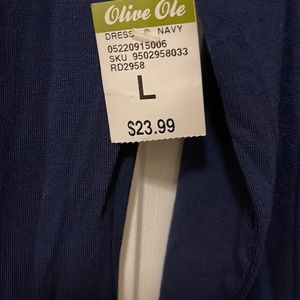 Olive Ole
DRESS @ NAVY
05220915006
SKU 9502958033
RD2958
L
$23.99